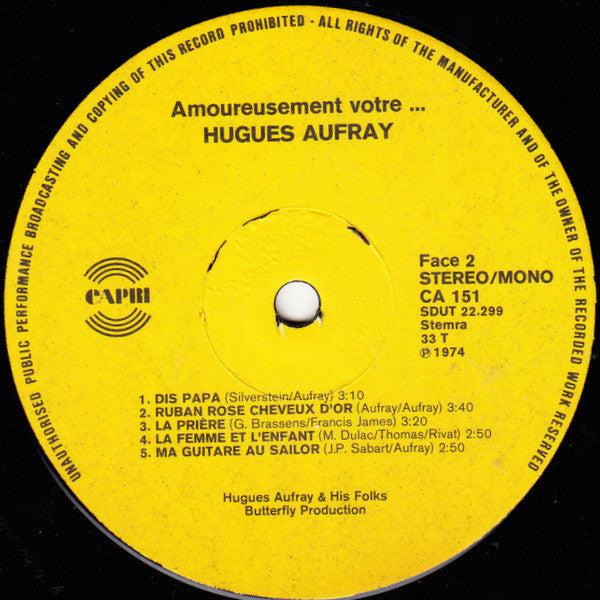 UNAUTHORISED PUBLIC PERFORMANCE BROADCASTING AND COPYING OF THIS RECORD PROHIBITED - ALL RIGHTS OF THE MANUFACTURER AND OF THE OWNER OF THE RECORDED WORK RESERVED
Amoureusement votre ...
HUGUES AUFRAY
CAPRI
Face 2
STEREO/MONO
CA 151
SDUT 22.299
Stemra
33 T
℗ 1974
1. DIS PAPA (Silverstein/Aufray) 3:10
2. RUBAN ROSE CHEVEUX D'OR (Aufray/Aufray) 3:40
3. LA PRIÈRE (G. Brassens/Francis James) 3:20
4. LA FEMME ET L'ENFANT (M. Dulac/Thomas/Rivat) 2:50
5. MA GUITARE AU SAILOR (J.P. Sabart/Aufray) 2:50
Hugues Aufray & His Folks
Butterfly Production